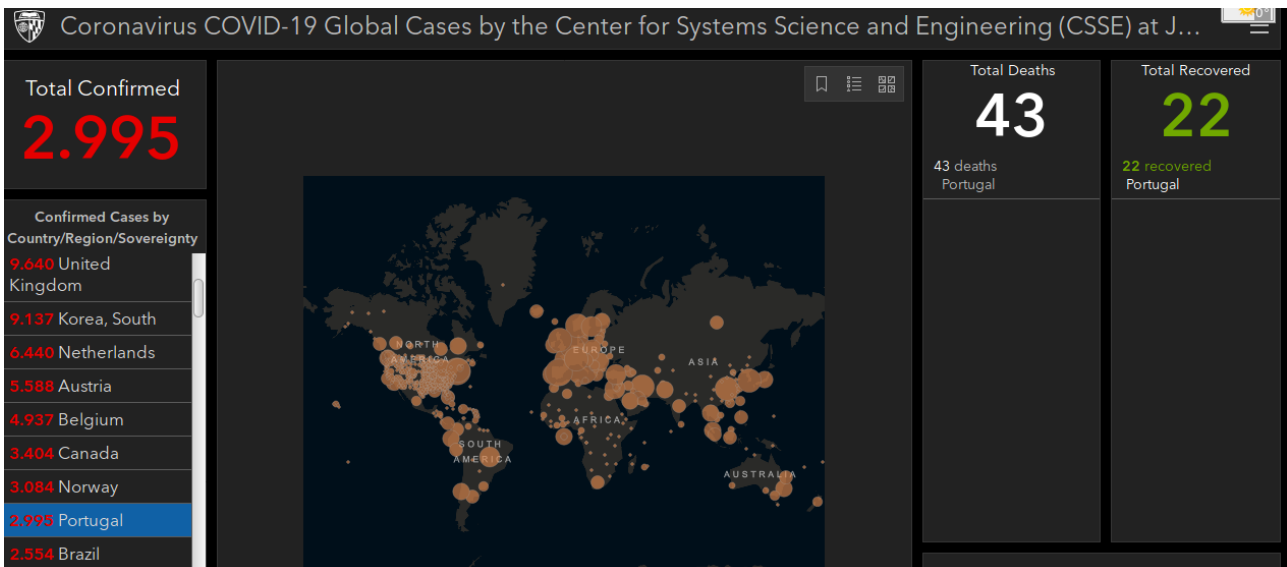 Coronavirus COVID-19 Global Cases by the Center for Systems Science and Engineering (CSSE) at J...
Total Confirmed
2.995
Confirmed Cases by
Country/Region/Sovereignty
9.640 United
Kingdom
9.137 Korea, South
6.440 Netherlands
5.588 Austria
4.937 Belgium
3.404 Canada
3.084 Norway
2.995 Portugal
2.554 Brazil
NORTH
AMERICA
EUROPE
ASIA
AFRICA
SOUTH
AMERICA
AUSTRALIA
Total Deaths
43
43 deaths
Portugal
Total Recovered
22
22 recovered
Portugal